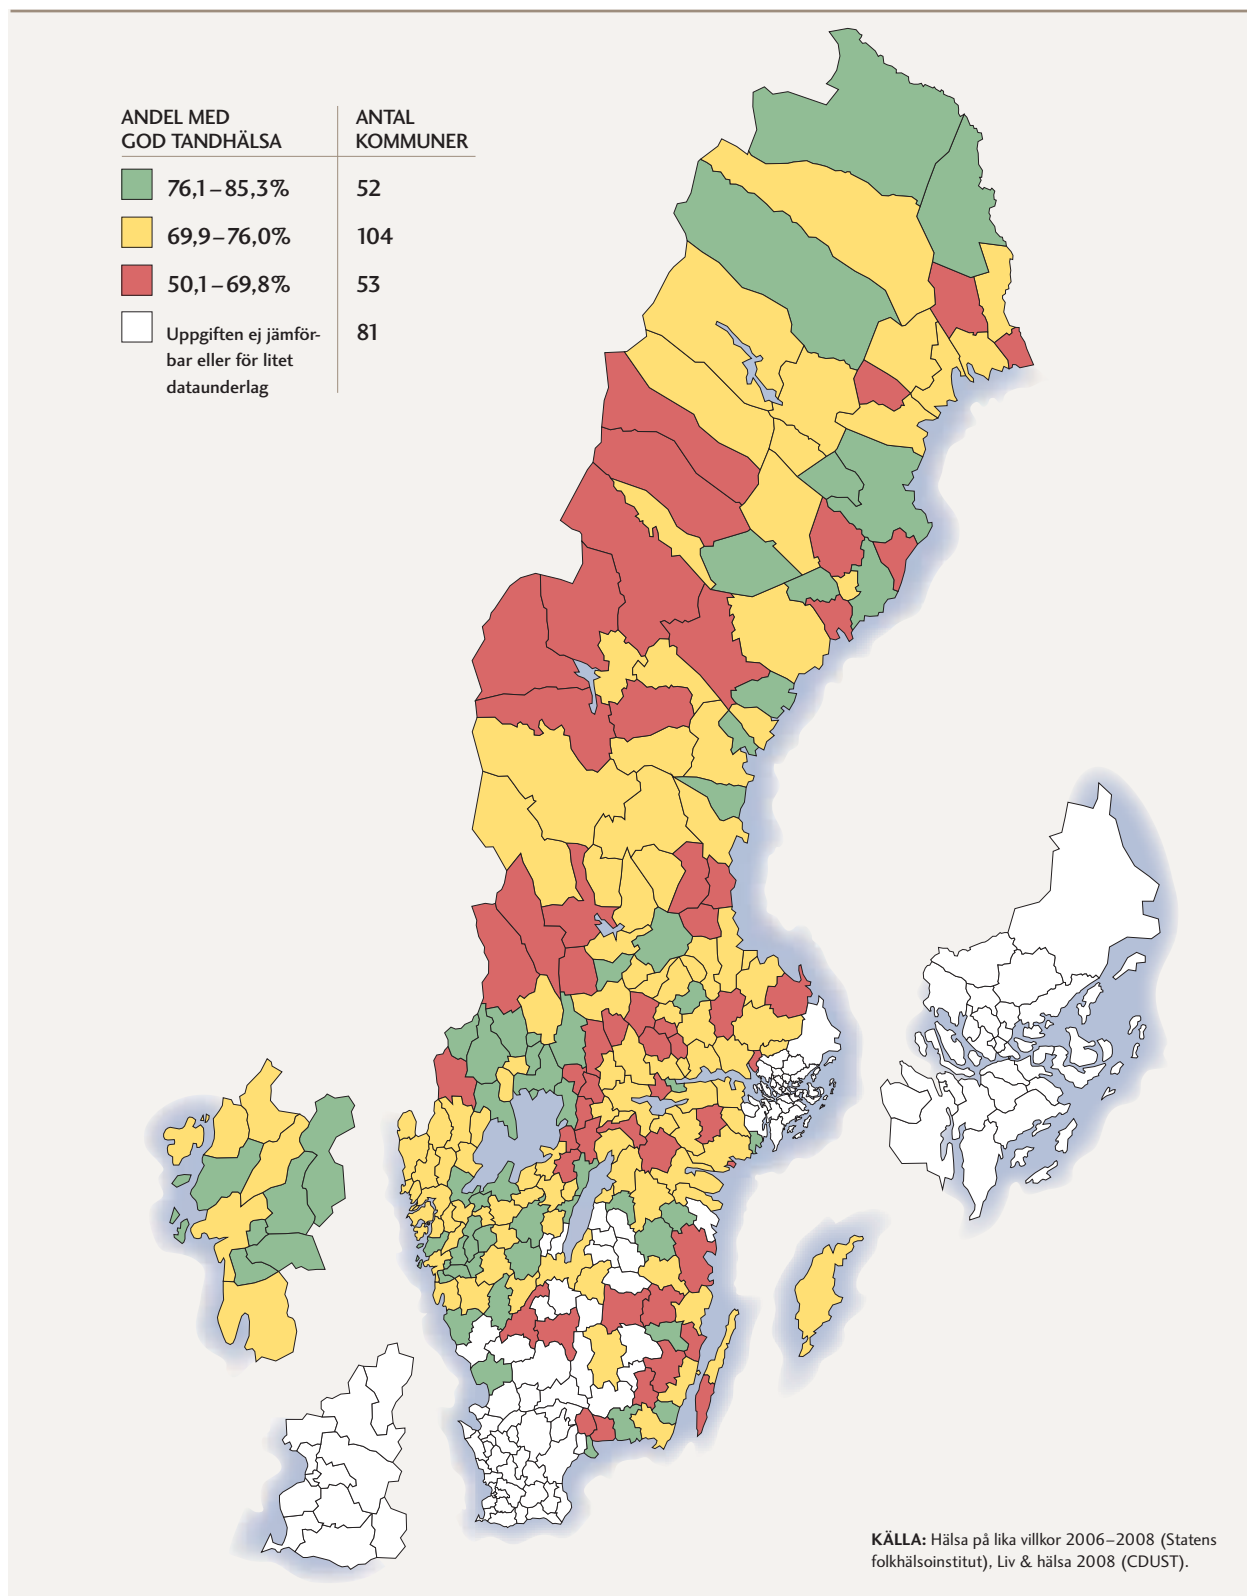 ANDEL MED
GOD TANDHÄLSA
ANTAL
KOMMUNER
76,1–85,3% 52
69,9–76,0% 104
50,1–69,8% 53
Uppgiften ej jämför- 81
bar eller för litet
dataunderlag
KÄLLA: Hälsa på lika villkor 2006–2008 (Statens
folkhälsoinstitut), Liv & hälsa 2008 (CDUST).